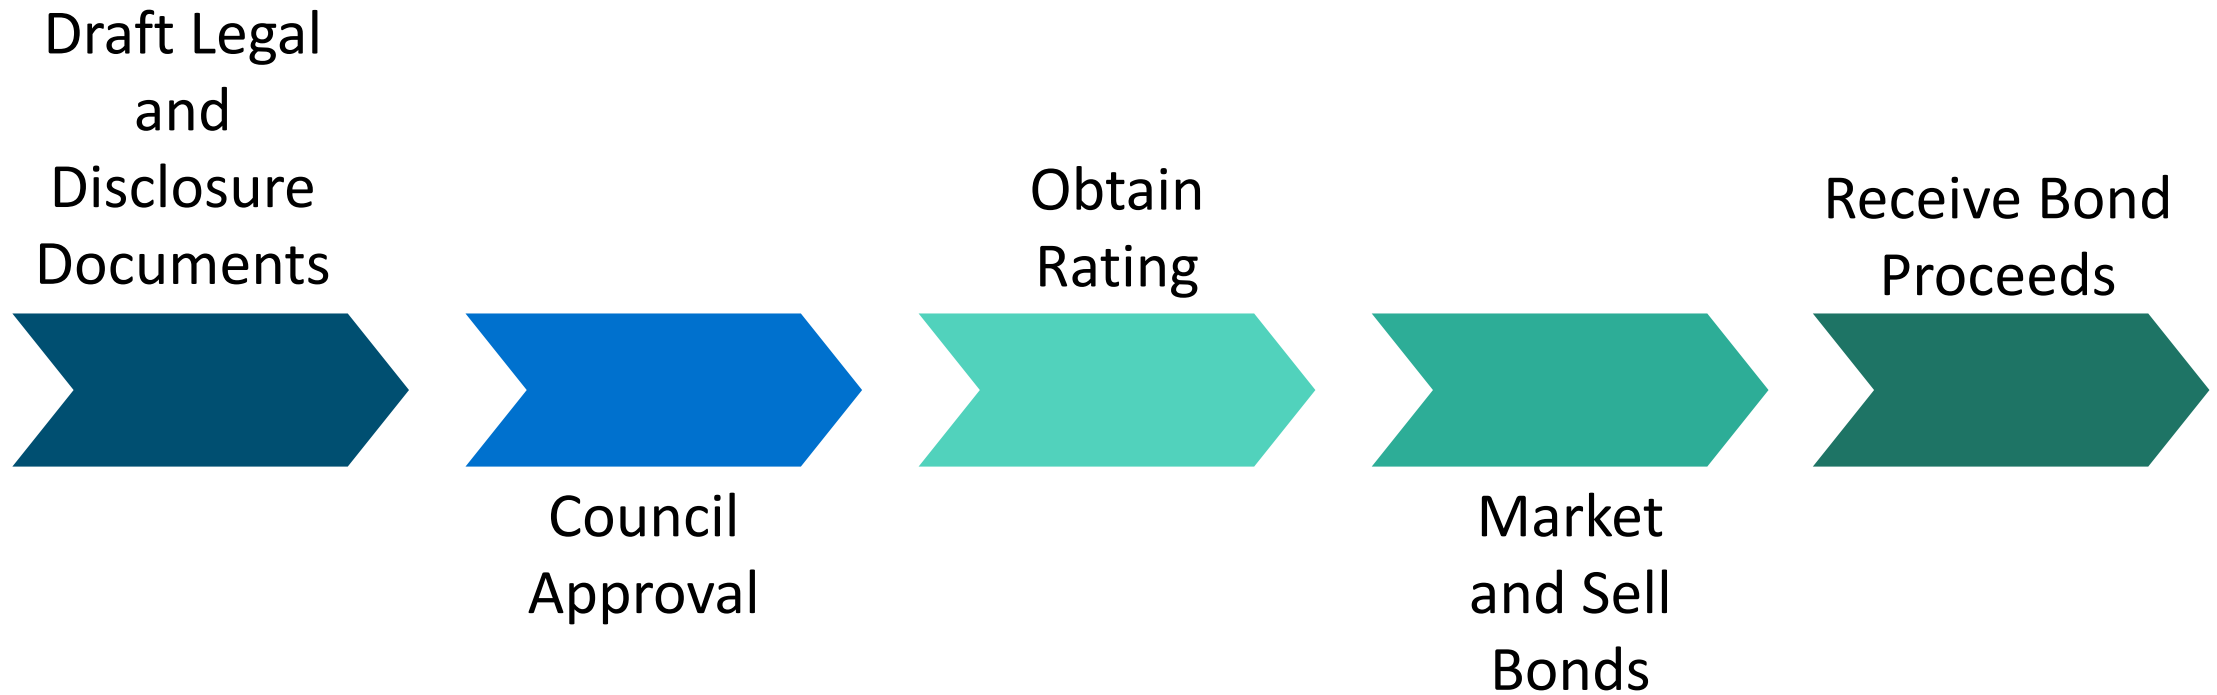 Draft Legal
and
Disclosure
Documents
Council
Approval
Obtain
Rating
Market
and Sell
Bonds
Receive Bond
Proceeds